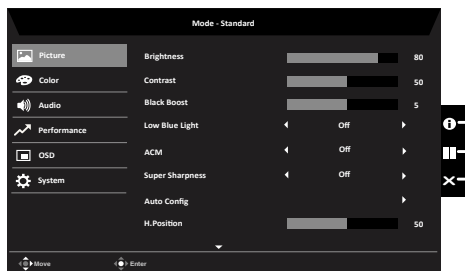 Mode - Standard
Picture
Color
Audio
Performance
OSD
System
Brightness 80
Contrast 50
Black Boost 5
Low Blue Light Off
ACM Off
Super Sharpness Off
Auto Config
H.Position 50
Move Enter